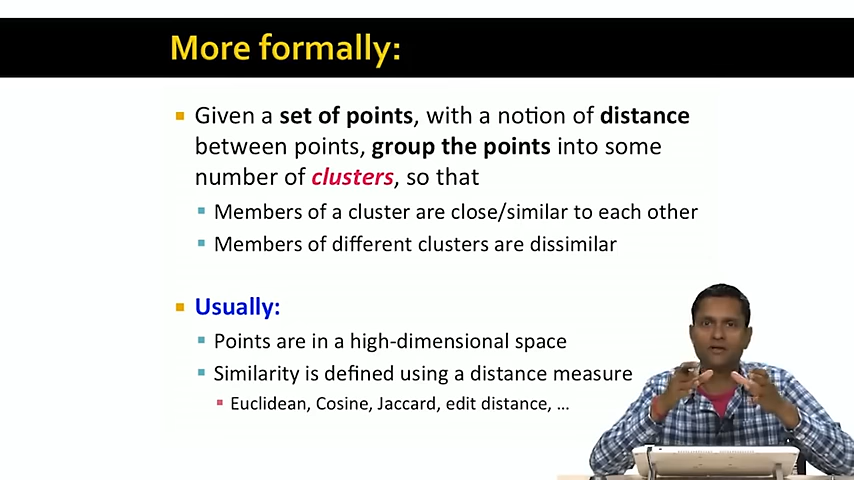 More formally:
Given a set of points, with a notion of distance
between points, group the points into some
number of clusters, so that
Members of a cluster are close/similar to each other
Members of different clusters are dissimilar
Usually:
Points are in a high-dimensional space
Similarity is defined using a distance measure
Euclidean, Cosine, Jaccard, edit distance, …